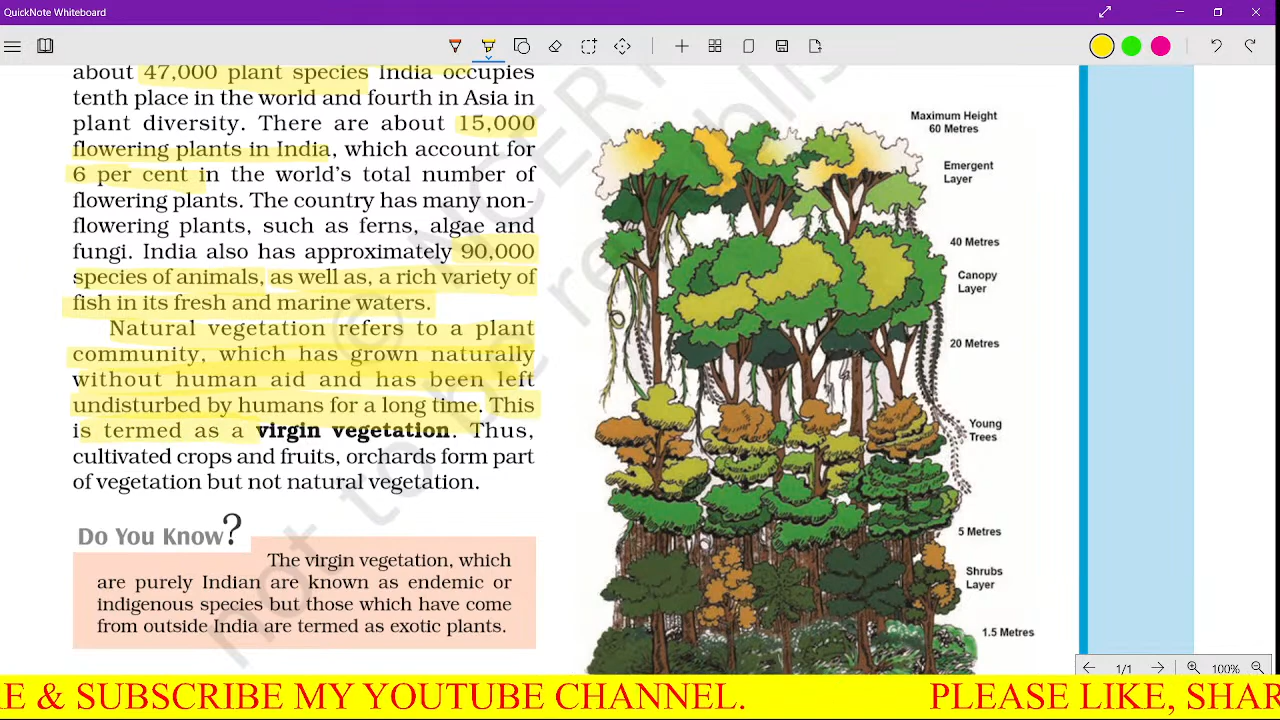 QuickNote Whiteboard
about 47,000 plant species India occupies
tenth place in the world and fourth in Asia in
plant diversity. There are about 15,000
flowering plants in India, which account for
6 per cent in the world's total number of
flowering plants. The country has many non-
flowering plants, such as ferns, algae and
fungi. India also has approximately 90,000
species of animals, as well as, a rich variety of
fish in its fresh and marine waters.
Natural vegetation refers to a plant
community, which has grown naturally
without human aid and has been left
undisturbed by humans for a long time. This
is termed as a virgin vegetation. Thus,
cultivated crops and fruits, orchards form part
of vegetation but not natural vegetation.
Do You Know?
The virgin vegetation, which
are purely Indian are known as endemic or
indigenous species but those which have come
from outside India are termed as exotic plants.
Maximum Height
60 Metres
Emergent
Layer
40 Metres
Canopy
Layer
20 Metres
Young
Trees
5 Metres
Shrubs
Layer
1.5 Metres
© NCERT
not to be republis
1/1
100%
E & SUBSCRIBE MY YOUTUBE CHANNEL. PLEASE LIKE, SHAR